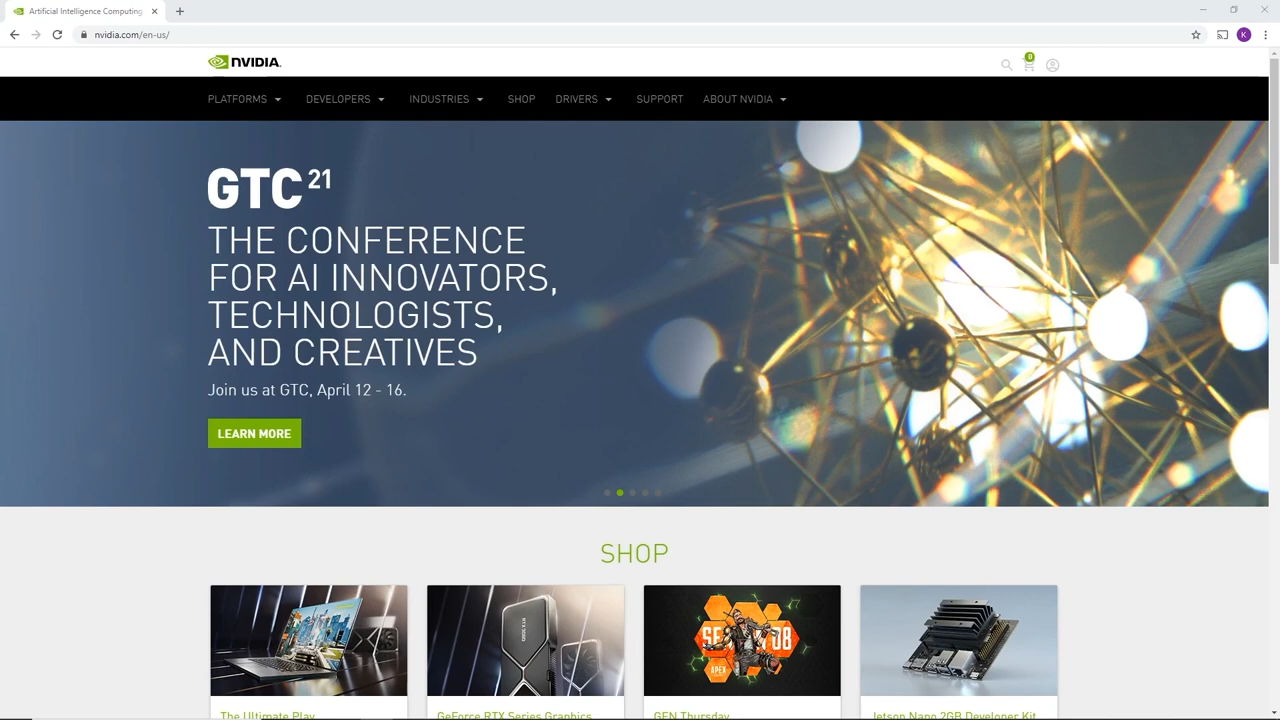 Artificial Intelligence Computing
nvidia.com/en-us/
K
NVIDIA.
0
PLATFORMS DEVELOPERS INDUSTRIES SHOP DRIVERS SUPPORT ABOUT NVIDIA
GTC 21
THE CONFERENCE
FOR AI INNOVATORS,
TECHNOLOGISTS,
AND CREATIVES
Join us at GTC, April 12 - 16.
LEARN MORE
SHOP
The Ultimate Play
GeForce RTX Series Graphics
GFN Thursday
Jetson Nano 2GB Developer Kit